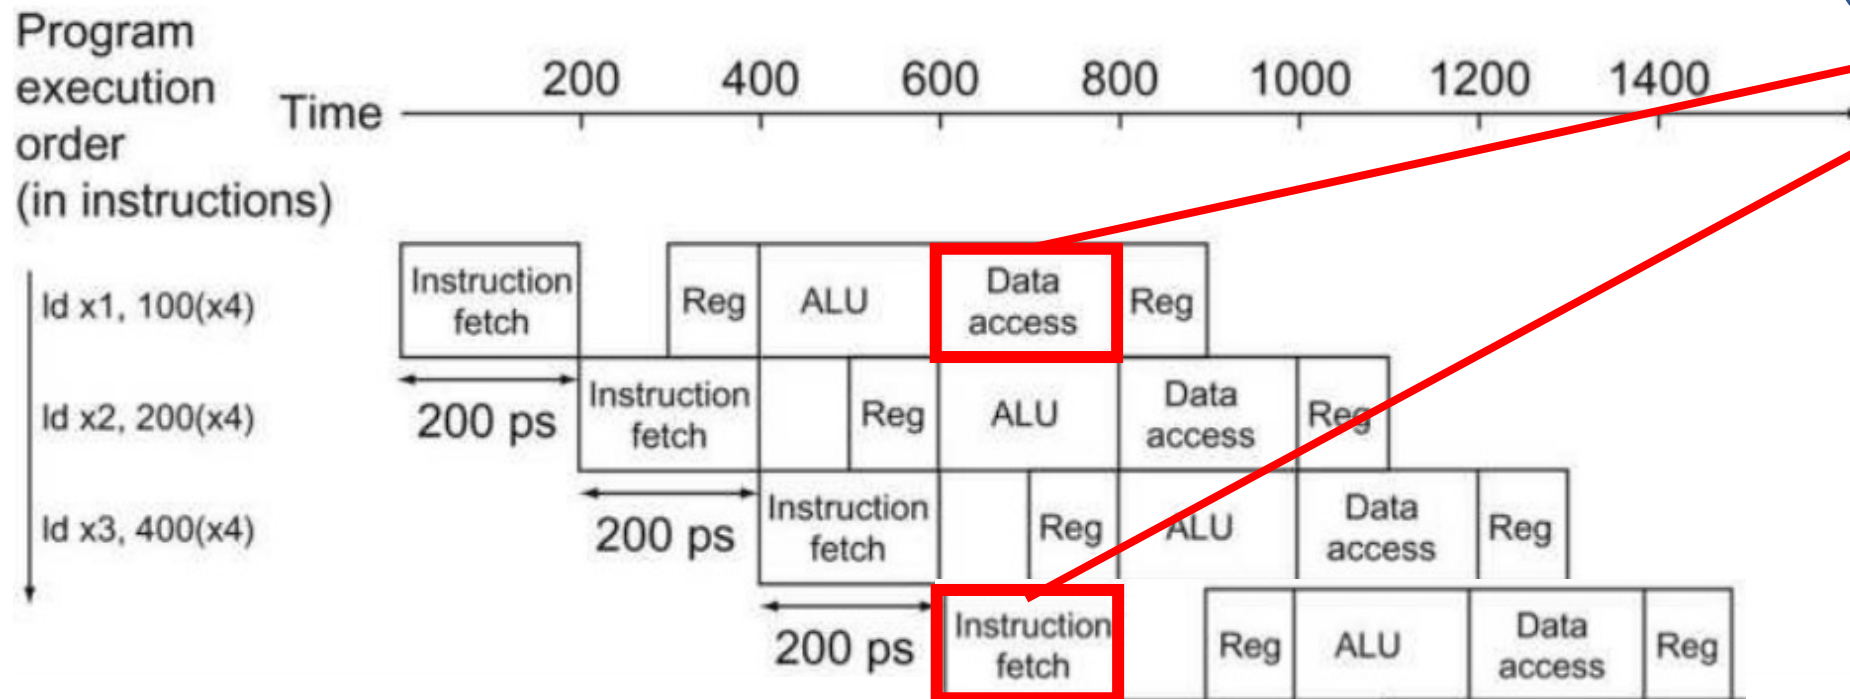 Program
execution
order
(in instructions)
Time
200 400 600 800 1000 1200 1400
ld x1, 100(x4)
Instruction
fetch
Reg
ALU
Data
access
Reg
200 ps
ld x2, 200(x4)
Instruction
fetch
Reg
ALU
Data
access
Reg
200 ps
ld x3, 400(x4)
Instruction
fetch
Reg
ALU
Data
access
Reg
200 ps
Instruction
fetch
Reg
ALU
Data
access
Reg